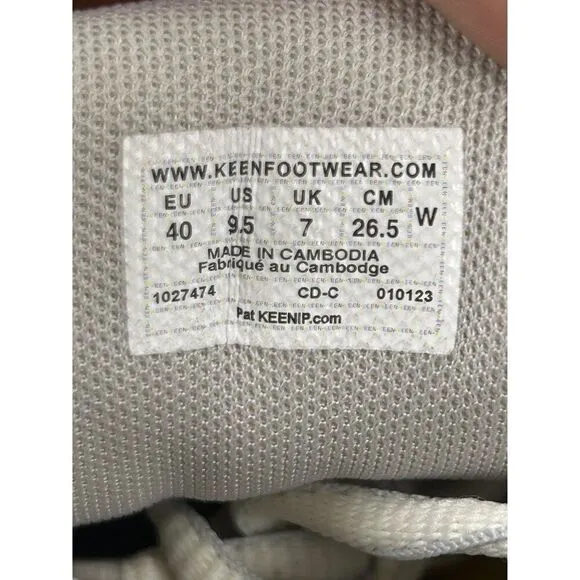 WWW.KEENFOOTWEAR.COM
EU US UK CM W
40 9.5 7 26.5
MADE IN CAMBODIA
Fabriqué au Cambodge
1027474 CD-C 010123
Pat KEENIP.com